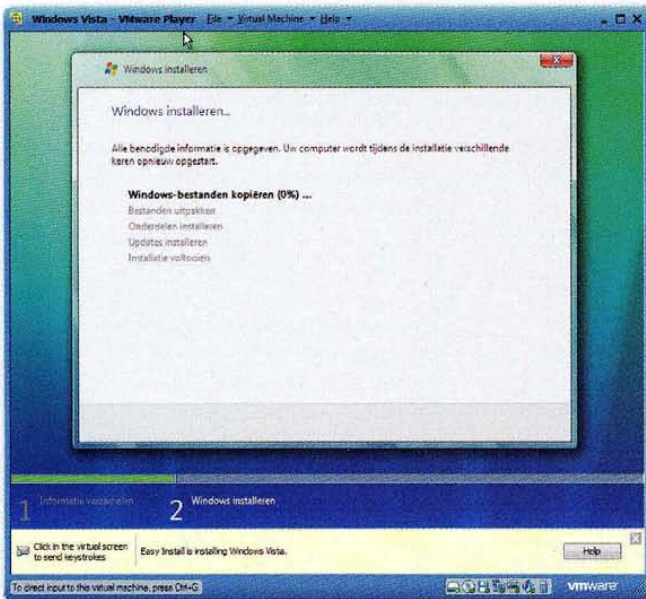 Windows Vista - VMware Player File Virtual Machine Help
Windows installeren
Windows installeren...
Alle benodigde informatie is opgegeven. Uw computer wordt tijdens de installatie verschillende
keren opnieuw opgestart.
Windows-bestanden kopiëren (0%) ...
Bestanden uitpakken
Onderdelen installeren
Updates installeren
Installatie voltooien
1 Informatie verzamelen
2 Windows installeren
Click in the virtual screen
to send keystrokes
Easy Install is installing Windows Vista.
Help
To direct input to this virtual machine, press Ctrl+G
vmware